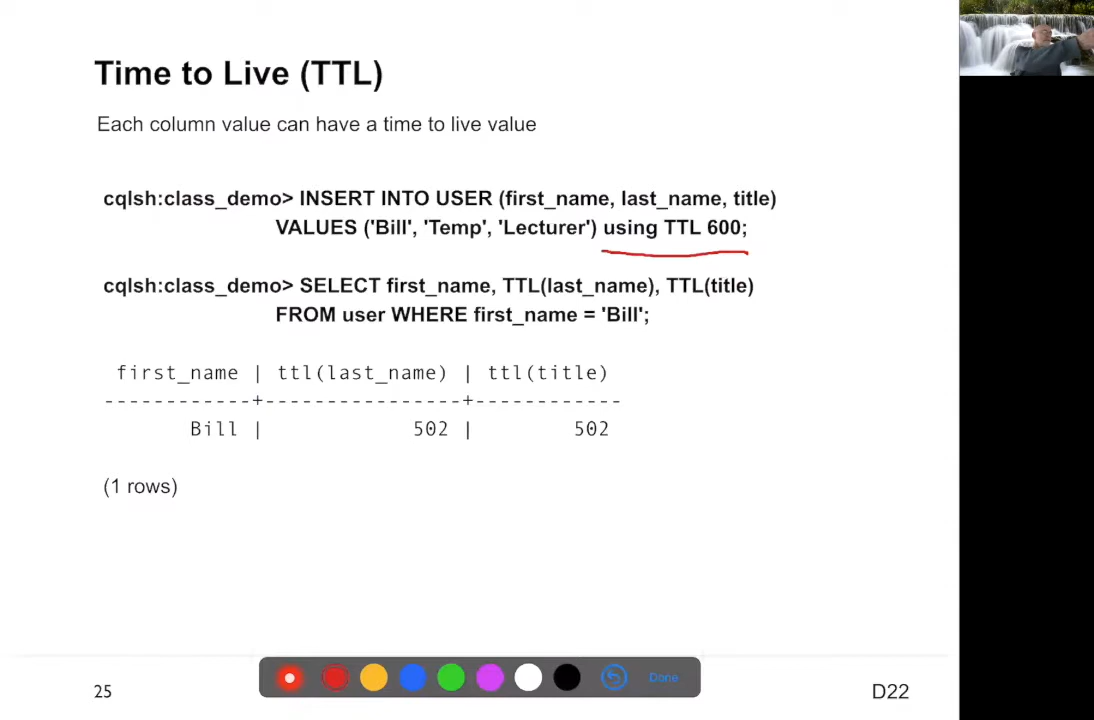 Time to Live (TTL)
Each column value can have a time to live value
cqlsh:class_demo> INSERT INTO USER (first_name, last_name, title)
VALUES ('Bill', 'Temp', 'Lecturer') using TTL 600;
cqlsh:class_demo> SELECT first_name, TTL(last_name), TTL(title)
FROM user WHERE first_name = 'Bill';
first_name | ttl(last_name) | ttl(title)
------------+----------------+------------
Bill | 502 | 502
(1 rows)
Done
25
D22